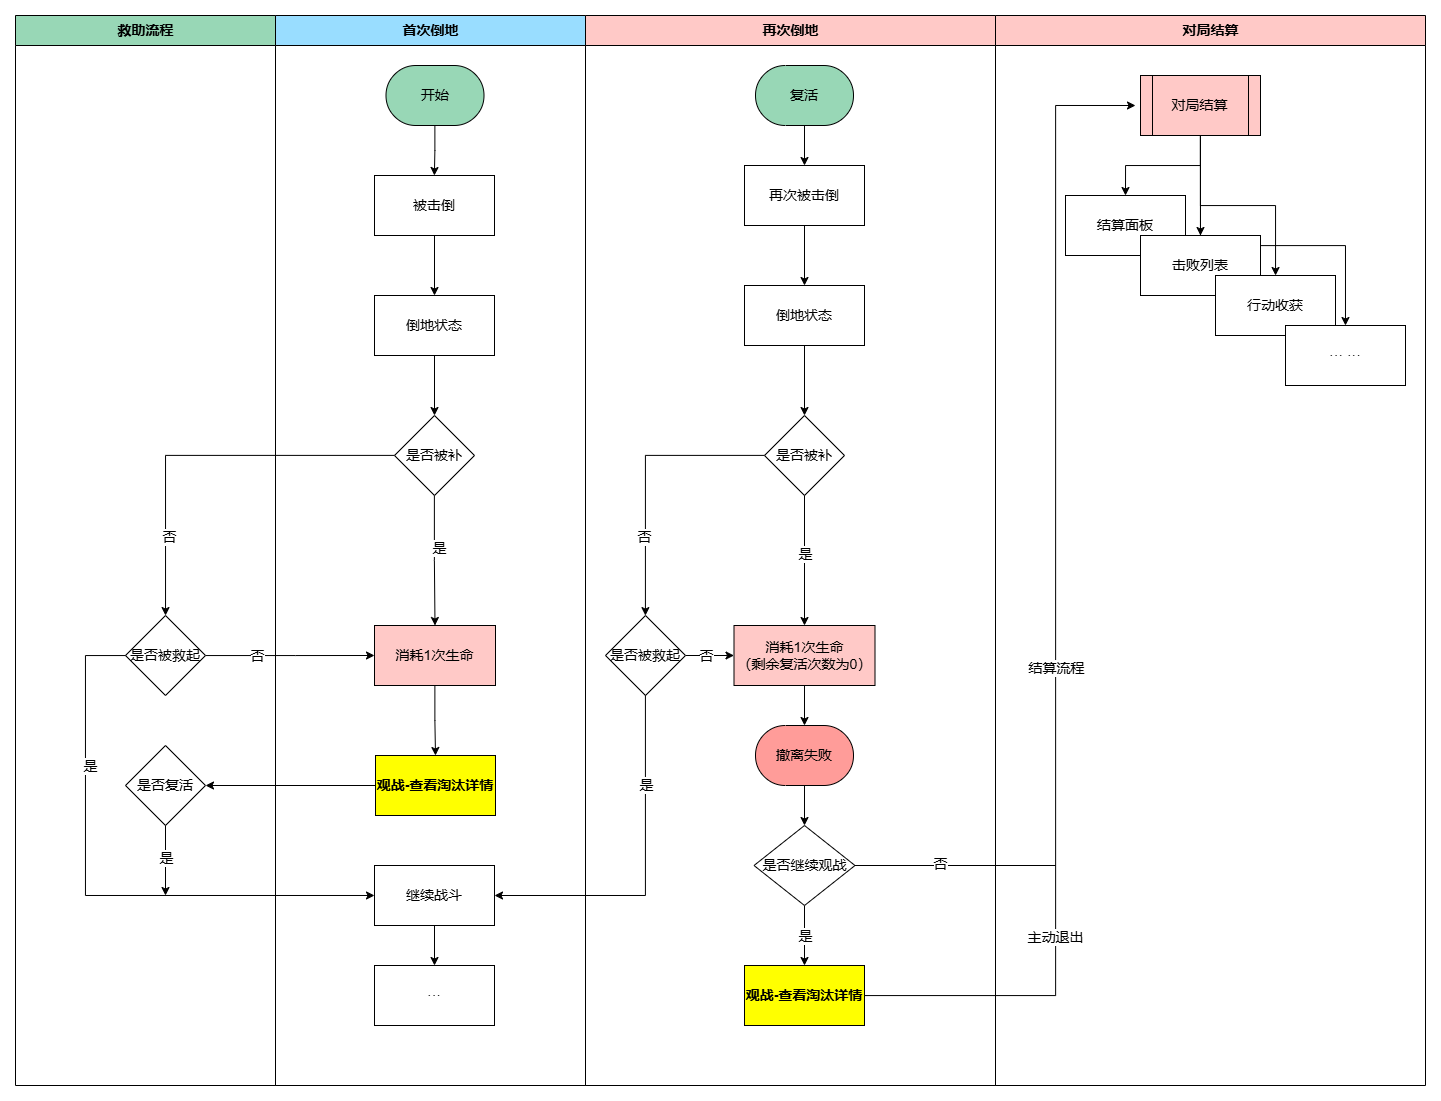 救助流程
首次倒地
再次倒地
对局结算
开始
被击倒
倒地状态
是否被补
否
是
是否被救起
否
消耗1次生命
是
观战-查看淘汰详情
是否复活
是
继续战斗
...
复活
再次被击倒
倒地状态
是否被补
否
是
是否被救起
否
消耗1次生命
（剩余复活次数为0）
是
撤离失败
是否继续观战
否
是
观战-查看淘汰详情
结算流程
主动退出
对局结算
结算面板
击败列表
行动收获
... ...